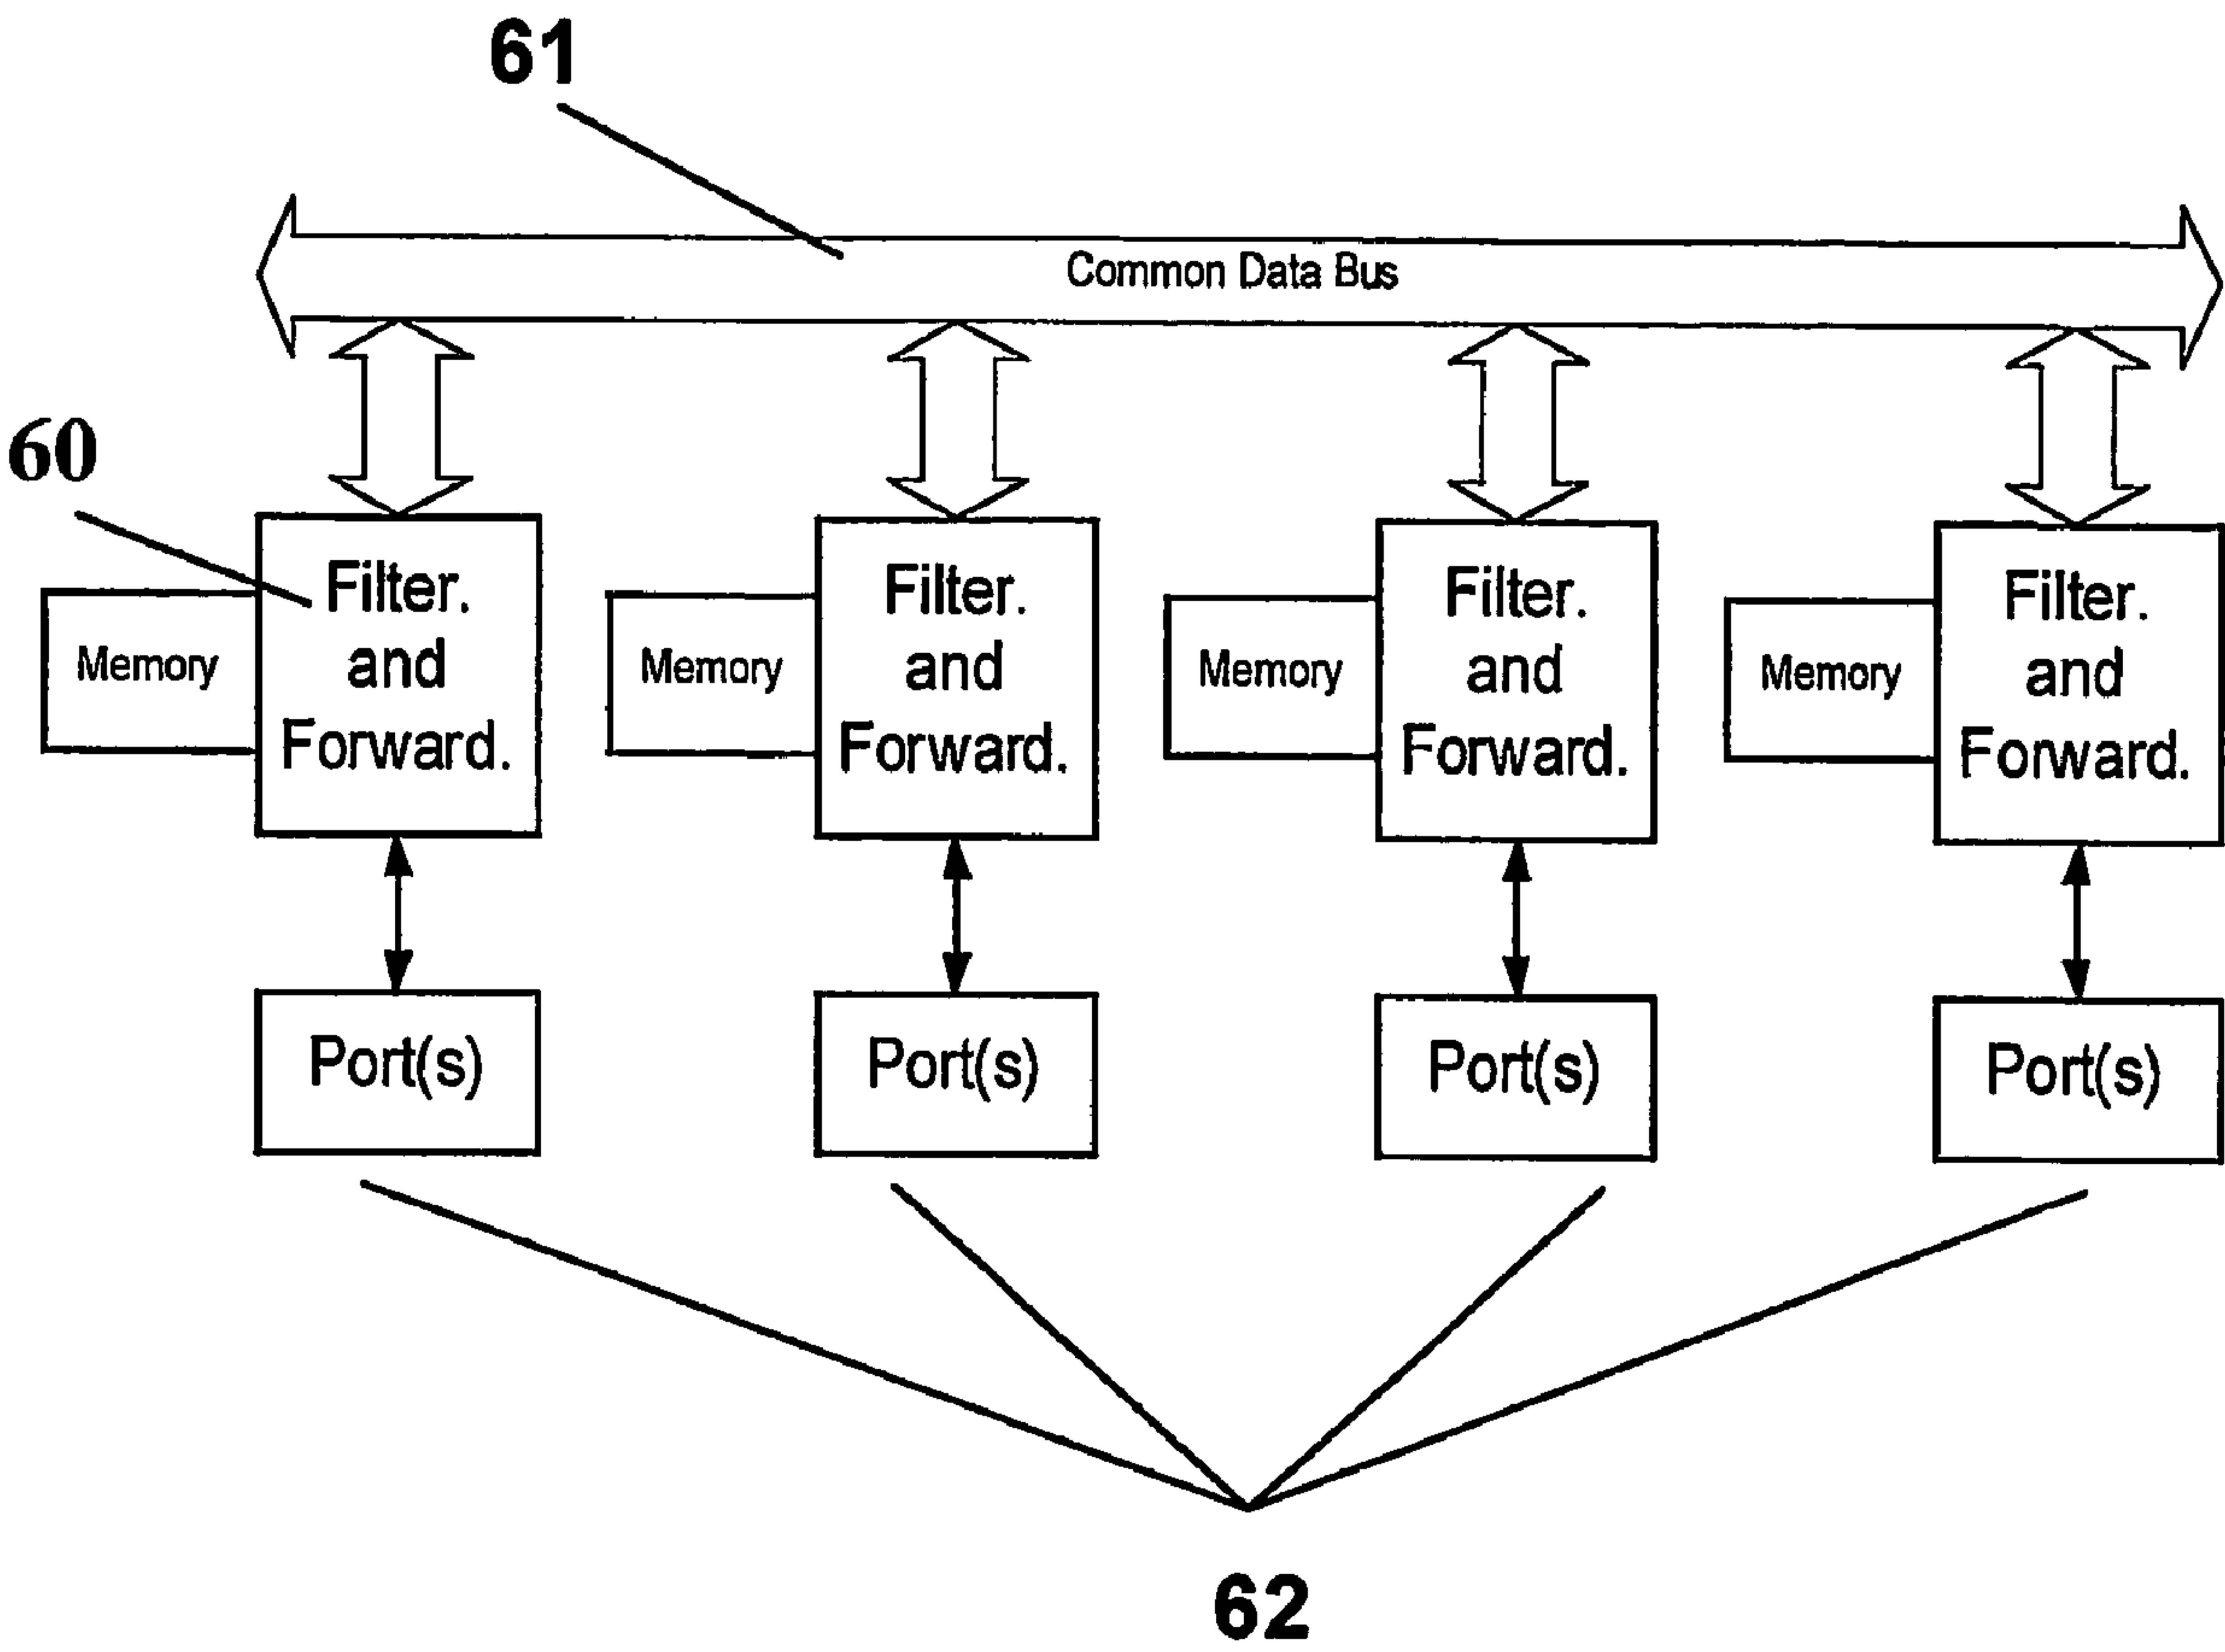 61
Common Data Bus
60
Filter.
and
Forward.
Memory
Filter.
and
Forward.
Memory
Filter.
and
Forward.
Memory
Filter.
and
Forward.
Memory
Port(s)
Port(s)
Port(s)
Port(s)
62